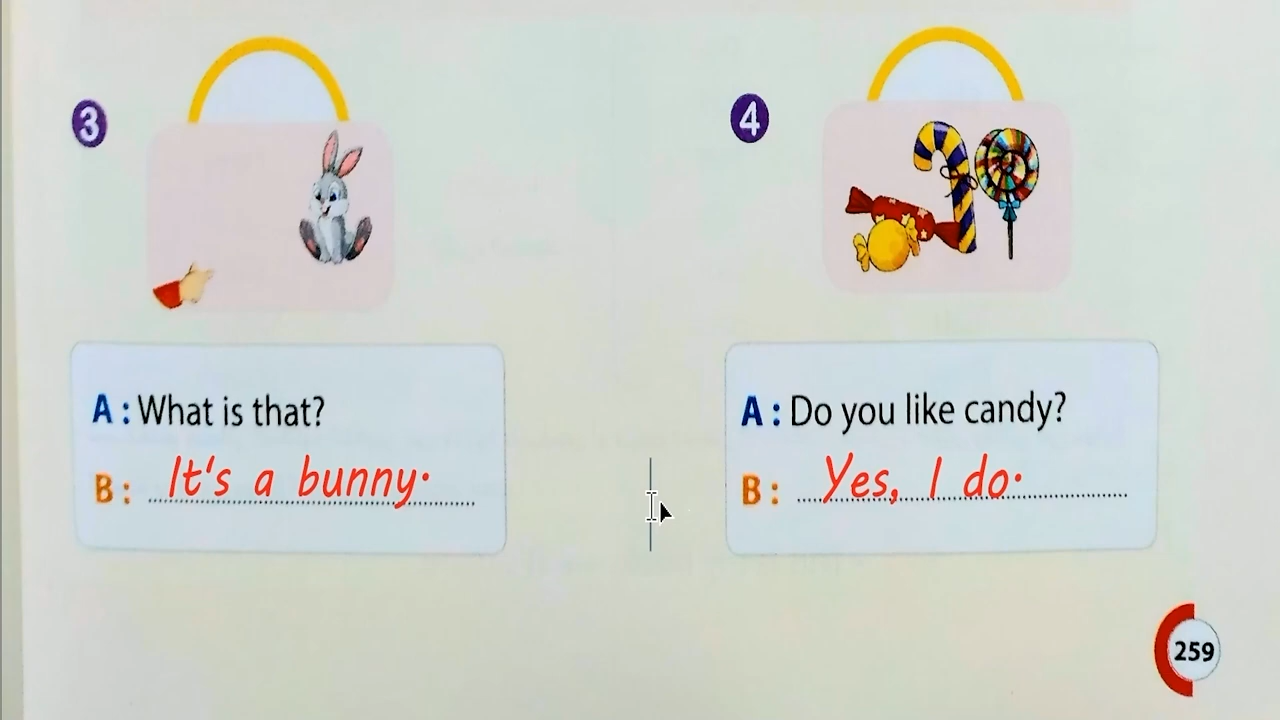 3
A : What is that?
B : It's a bunny.
4
A : Do you like candy?
B : Yes, I do.
259